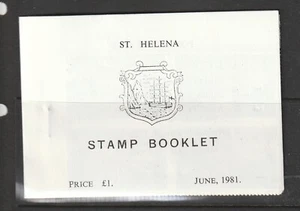 ST. HELENA
STAMP BOOKLET
PRICE £1. JUNE, 1981.